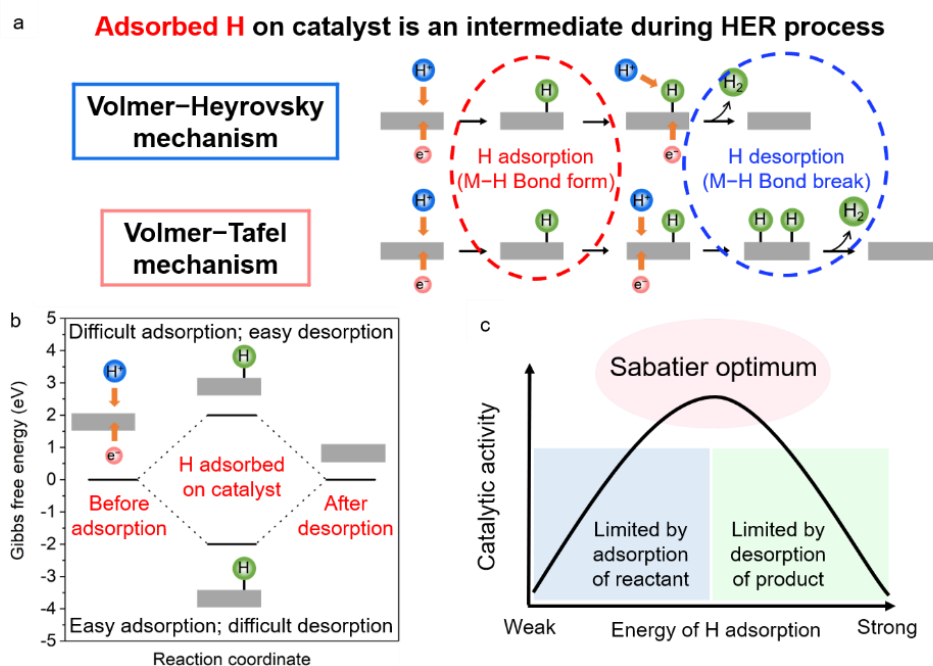 a
Adsorbed H on catalyst is an intermediate during HER process
Volmer−Heyrovsky
mechanism
H⁺
e⁻
H
H⁺
H
e⁻
H₂
H adsorption
(M−H Bond form)
H desorption
(M−H Bond break)
Volmer−Tafel
mechanism
H⁺
e⁻
H
H⁺
H
e⁻
H
H
H₂
b
Gibbs free energy (eV)
5
4
3
2
1
0
-1
-2
-3
-4
-5
Difficult adsorption; easy desorption
H⁺
e⁻
H
Before
adsorption
H adsorbed
on catalyst
After
desorption
H
Easy adsorption; difficult desorption
Reaction coordinate
c
Sabatier optimum
Catalytic activity
Limited by
adsorption
of reactant
Limited by
desorption
of product
Weak
Energy of H adsorption
Strong